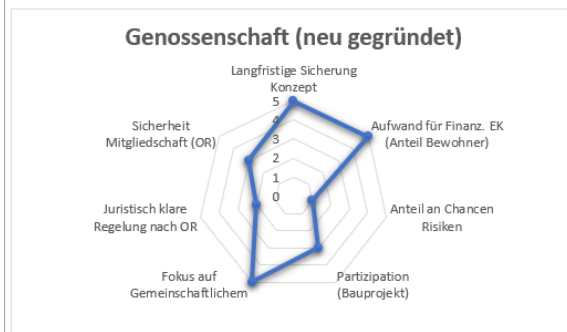 Genossenschaft (neu gegründet)
Langfristige Sicherung
Konzept
5
4
3
2
1
0
Aufwand für Finanz. EK
(Anteil Bewohner)
Anteil an Chancen
Risiken
Partizipation
(Bauprojekt)
Fokus auf
Gemeinschaftlichem
Juristisch klare
Regelung nach OR
Sicherheit
Mitgliedschaft (OR)